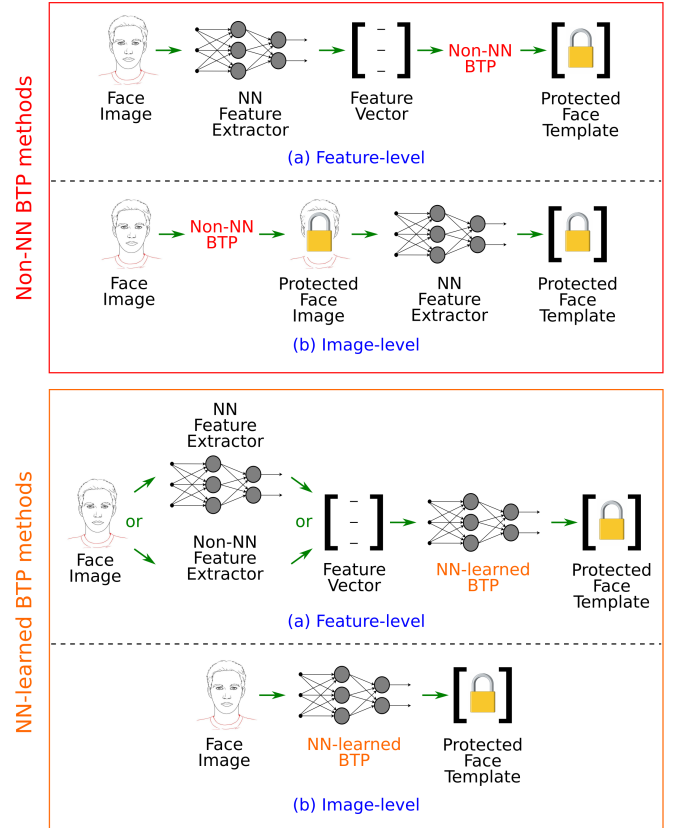 Non-NN BTP methods
Face
Image
NN
Feature
Extractor
Feature
Vector
Non-NN
BTP
Protected
Face
Template
(a) Feature-level
Face
Image
Non-NN
BTP
Protected
Face
Image
NN
Feature
Extractor
Protected
Face
Template
(b) Image-level
NN-learned BTP methods
Face
Image
or
NN
Feature
Extractor
Non-NN
Feature
Extractor
or
Feature
Vector
NN-learned
BTP
Protected
Face
Template
(a) Feature-level
Face
Image
NN-learned
BTP
Protected
Face
Template
(b) Image-level